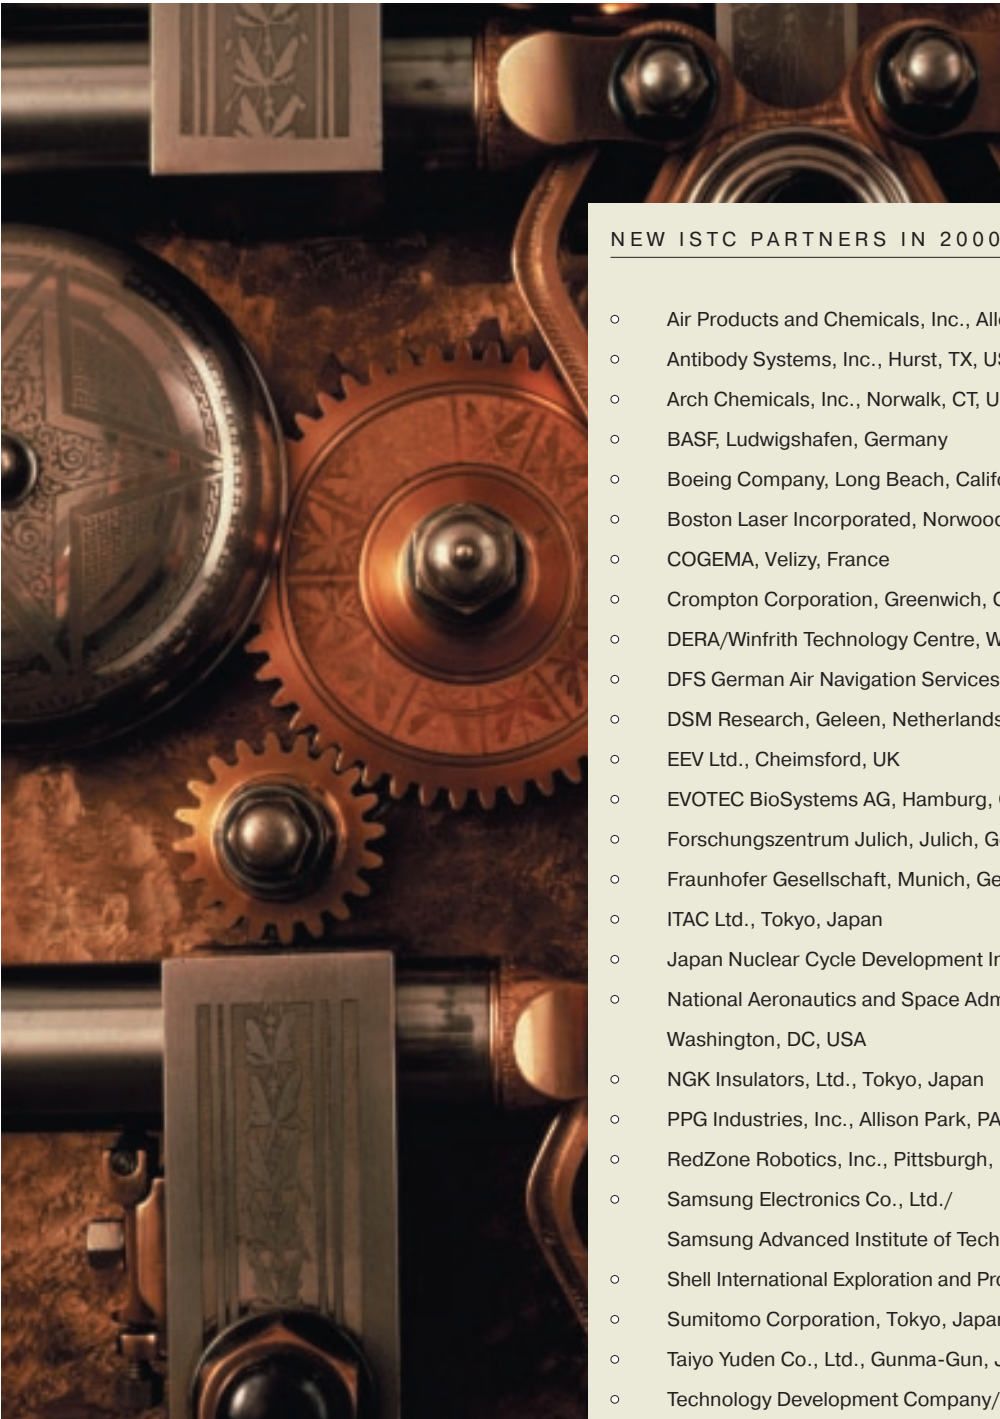 NEW ISTC PARTNERS IN 2000
Air Products and Chemicals, Inc.,
Antibody Systems, Inc., Hurst, TX,
Arch Chemicals, Inc., Norwalk, CT,
BASF, Ludwigshafen, Germany
Boeing Company, Long Beach,
Boston Laser Incorporated,
COGEMA, Velizy, France
Crompton Corporation, Greenwich,
DERA/Winfrith Technology Centre,
DFS German Air Navigation Services
DSM Research, Geleen, Netherlands
EEV Ltd., Cheimsford, UK
EVOTEC BioSystems AG, Hamburg,
Forschungszentrum Julich, Julich,
Fraunhofer Gesellschaft, Munich,
ITAC Ltd., Tokyo, Japan
Japan Nuclear Cycle Development
National Aeronautics and Space
Washington, DC, USA
NGK Insulators, Ltd., Tokyo, Japan
PPG Industries, Inc., Allison Park, PA
RedZone Robotics, Inc., Pittsburgh,
Samsung Electronics Co., Ltd./
Samsung Advanced Institute of
Shell International Exploration and
Sumitomo Corporation, Tokyo, Japan
Taiyo Yuden Co., Ltd., Gunma-Gun,
Technology Development Company/